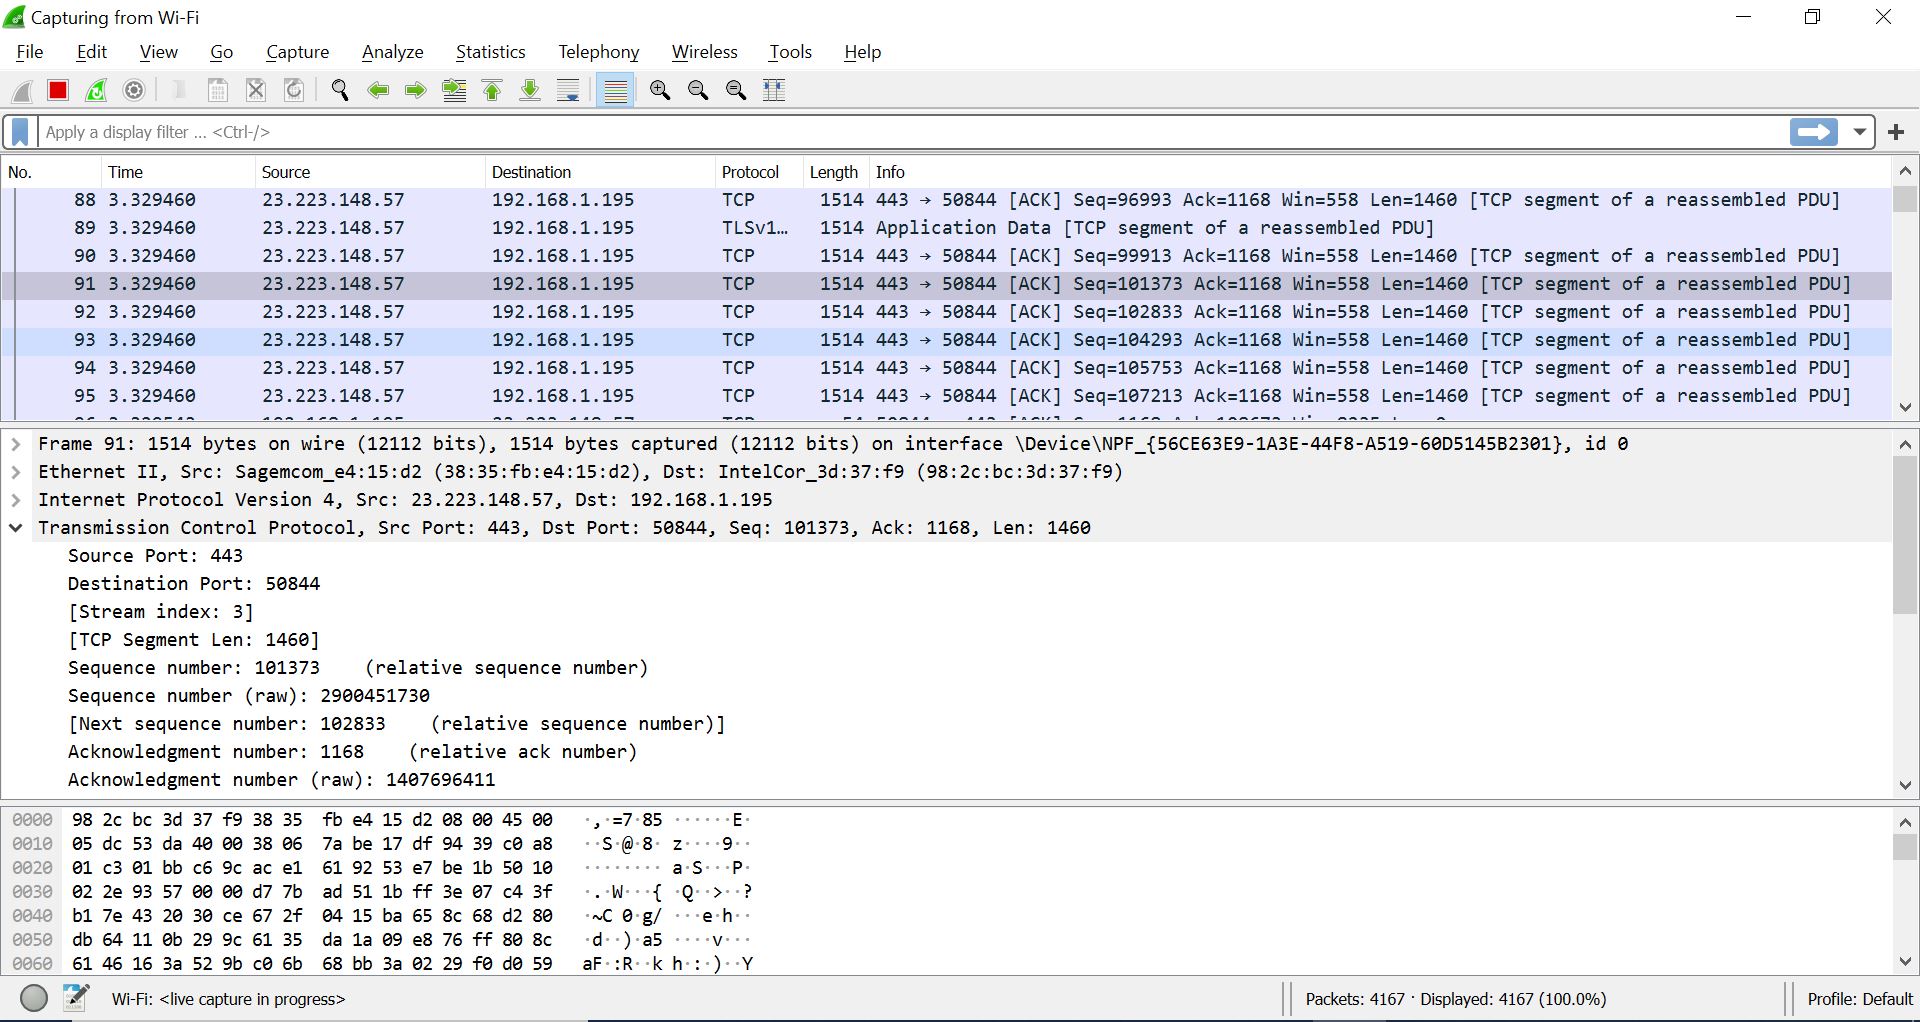 Capturing from Wi-Fi
File Edit View Go Capture Analyze Statistics Telephony Wireless Tools Help
Apply a display filter ... <Ctrl-/>
No. Time Source Destination Protocol Length Info
88 3.329460 23.223.148.57 192.168.1.195 TCP 1514 443 → 50844 [ACK] Seq=96993 Ack=1168 Win=558 Len=1460 [TCP segment of a reassembled PDU]
89 3.329460 23.223.148.57 192.168.1.195 TLSv1… 1514 Application Data [TCP segment of a reassembled PDU]
90 3.329460 23.223.148.57 192.168.1.195 TCP 1514 443 → 50844 [ACK] Seq=99913 Ack=1168 Win=558 Len=1460 [TCP segment of a reassembled PDU]
91 3.329460 23.223.148.57 192.168.1.195 TCP 1514 443 → 50844 [ACK] Seq=101373 Ack=1168 Win=558 Len=1460 [TCP segment of a reassembled PDU]
92 3.329460 23.223.148.57 192.168.1.195 TCP 1514 443 → 50844 [ACK] Seq=102833 Ack=1168 Win=558 Len=1460 [TCP segment of a reassembled PDU]
93 3.329460 23.223.148.57 192.168.1.195 TCP 1514 443 → 50844 [ACK] Seq=104293 Ack=1168 Win=558 Len=1460 [TCP segment of a reassembled PDU]
94 3.329460 23.223.148.57 192.168.1.195 TCP 1514 443 → 50844 [ACK] Seq=105753 Ack=1168 Win=558 Len=1460 [TCP segment of a reassembled PDU]
95 3.329460 23.223.148.57 192.168.1.195 TCP 1514 443 → 50844 [ACK] Seq=107213 Ack=1168 Win=558 Len=1460 [TCP segment of a reassembled PDU]
Frame 91: 1514 bytes on wire (12112 bits), 1514 bytes captured (12112 bits) on interface \Device\NPF_{56CE63E9-1A3E-44F8-A519-60D5145B2301}, id 0
Ethernet II, Src: Sagemcom_e4:15:d2 (38:35:fb:e4:15:d2), Dst: IntelCor_3d:37:f9 (98:2c:bc:3d:37:f9)
Internet Protocol Version 4, Src: 23.223.148.57, Dst: 192.168.1.195
Transmission Control Protocol, Src Port: 443, Dst Port: 50844, Seq: 101373, Ack: 1168, Len: 1460
Source Port: 443
Destination Port: 50844
[Stream index: 3]
[TCP Segment Len: 1460]
Sequence number: 101373 (relative sequence number)
Sequence number (raw): 2900451730
[Next sequence number: 102833 (relative sequence number)]
Acknowledgment number: 1168 (relative ack number)
Acknowledgment number (raw): 1407696411
0000 98 2c bc 3d 37 f9 38 35 fb e4 15 d2 08 00 45 00 ·,·=7·85 ······E·
0010 05 dc 53 da 40 00 38 06 7a be 17 df 94 39 c0 a8 ··S·@·8· z····9··
0020 01 c3 01 bb c6 9c ac e1 61 92 53 e7 be 1b 50 10 ········ a·S···P·
0030 02 2e 93 57 00 00 d7 7b ad 51 1b ff 3e 07 c4 3f ·.·W···{ ·Q··>··?
0040 b1 7e 43 20 30 ce 67 2f 04 15 ba 65 8c 68 d2 80 ·~C 0·g/ ···e·h··
0050 db 64 11 0b 29 9c 61 35 da 1a 09 e8 76 ff 80 8c ·d··)·a5 ····v···
0060 61 46 16 3a 52 9b c0 6b 68 bb 3a 02 29 f0 d0 59 aF·:R··k h·:·)··Y
Wi-Fi: <live capture in progress> Packets: 4167 · Displayed: 4167 (100.0%) Profile: Default